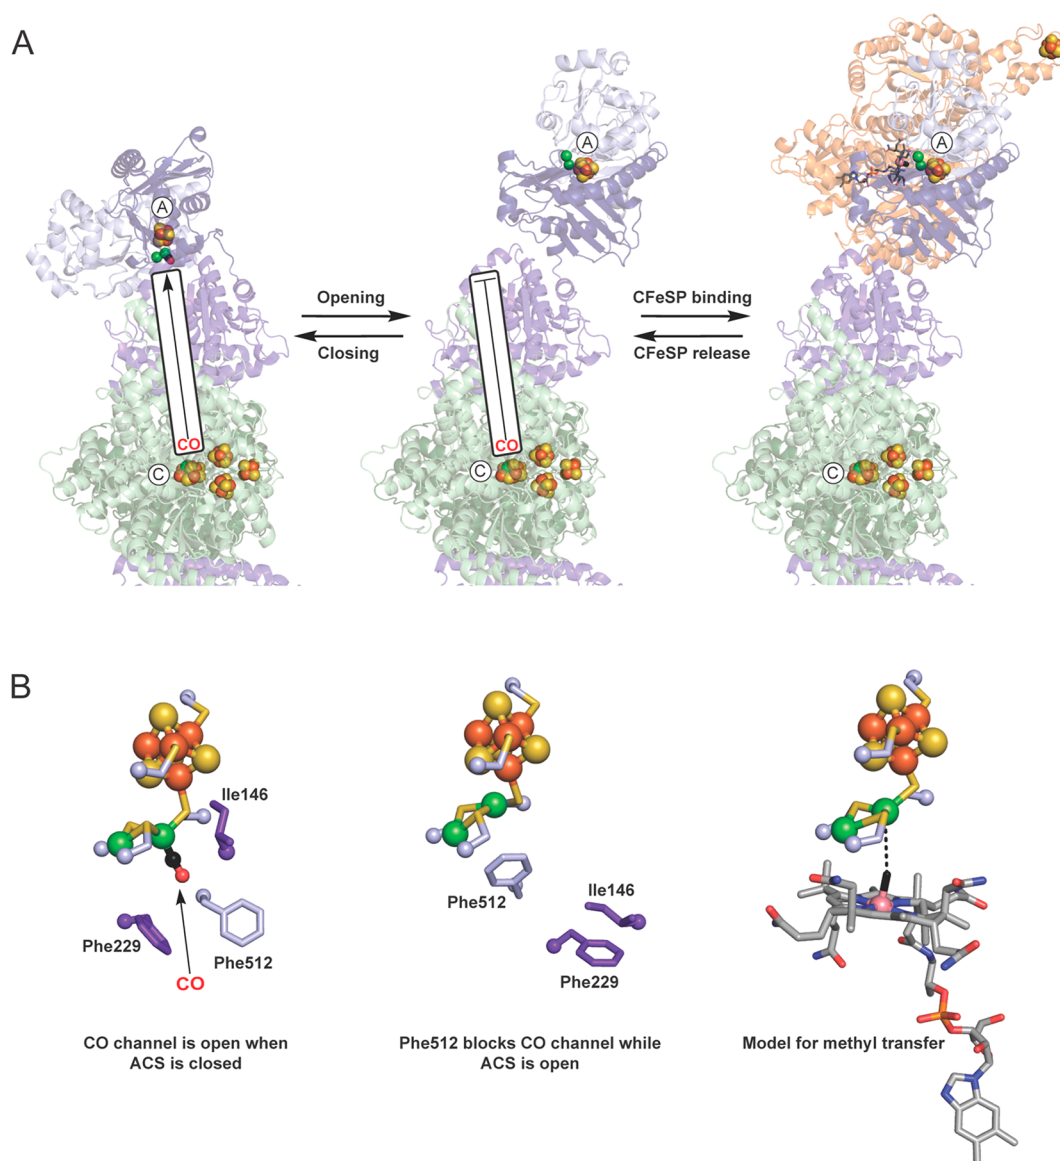 A
A
A
A
Opening
Closing
CFeSP binding
CFeSP release
CO
CO
C
C
C
B
Ile146
Phe229
Phe512
CO
Phe512
Ile146
Phe229
CO channel is open when
ACS is closed
Phe512 blocks CO channel while
ACS is open
Model for methyl transfer